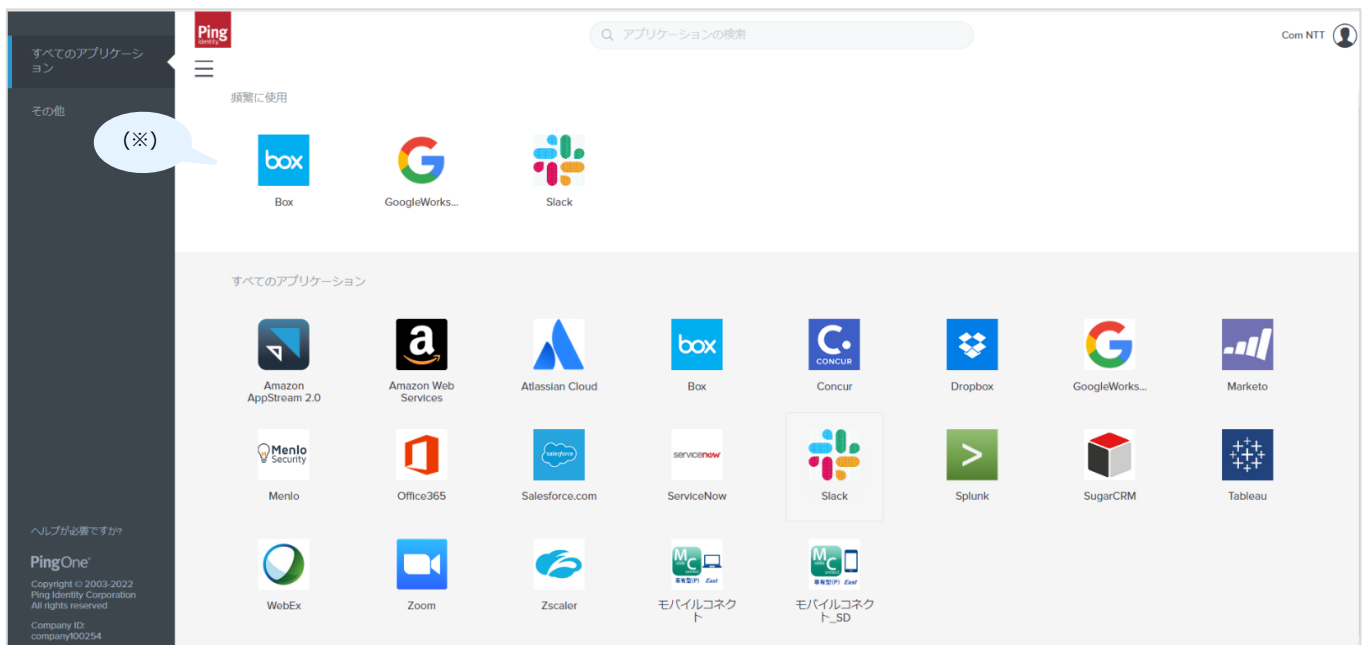 すべてのアプリケーシ
ョン
その他
(※)
ヘルプが必要ですか?
PingOne®
Copyright © 2003-2022
Ping Identity Corporation
All rights reserved
Company ID:
company100254
Ping
Identity
アプリケーションの検索
Com NTT
頻繁に使用
box
Box
GoogleWorks...
Slack
すべてのアプリケーション
Amazon
AppStream 2.0
a
Amazon Web
Services
Atlassian Cloud
box
Box
C.
CONCUR
Concur
Dropbox
GoogleWorks...
Marketo
Menlo
Security
Menlo
Office365
salesforce
Salesforce.com
servicenow
ServiceNow
Slack
>
Splunk
SugarCRM
Tableau
WebEx
Zoom
Zscaler
MC
専有型(P) East
モバイルコネク
ト
MC
専有型(P) East
モバイルコネク
ト_SD